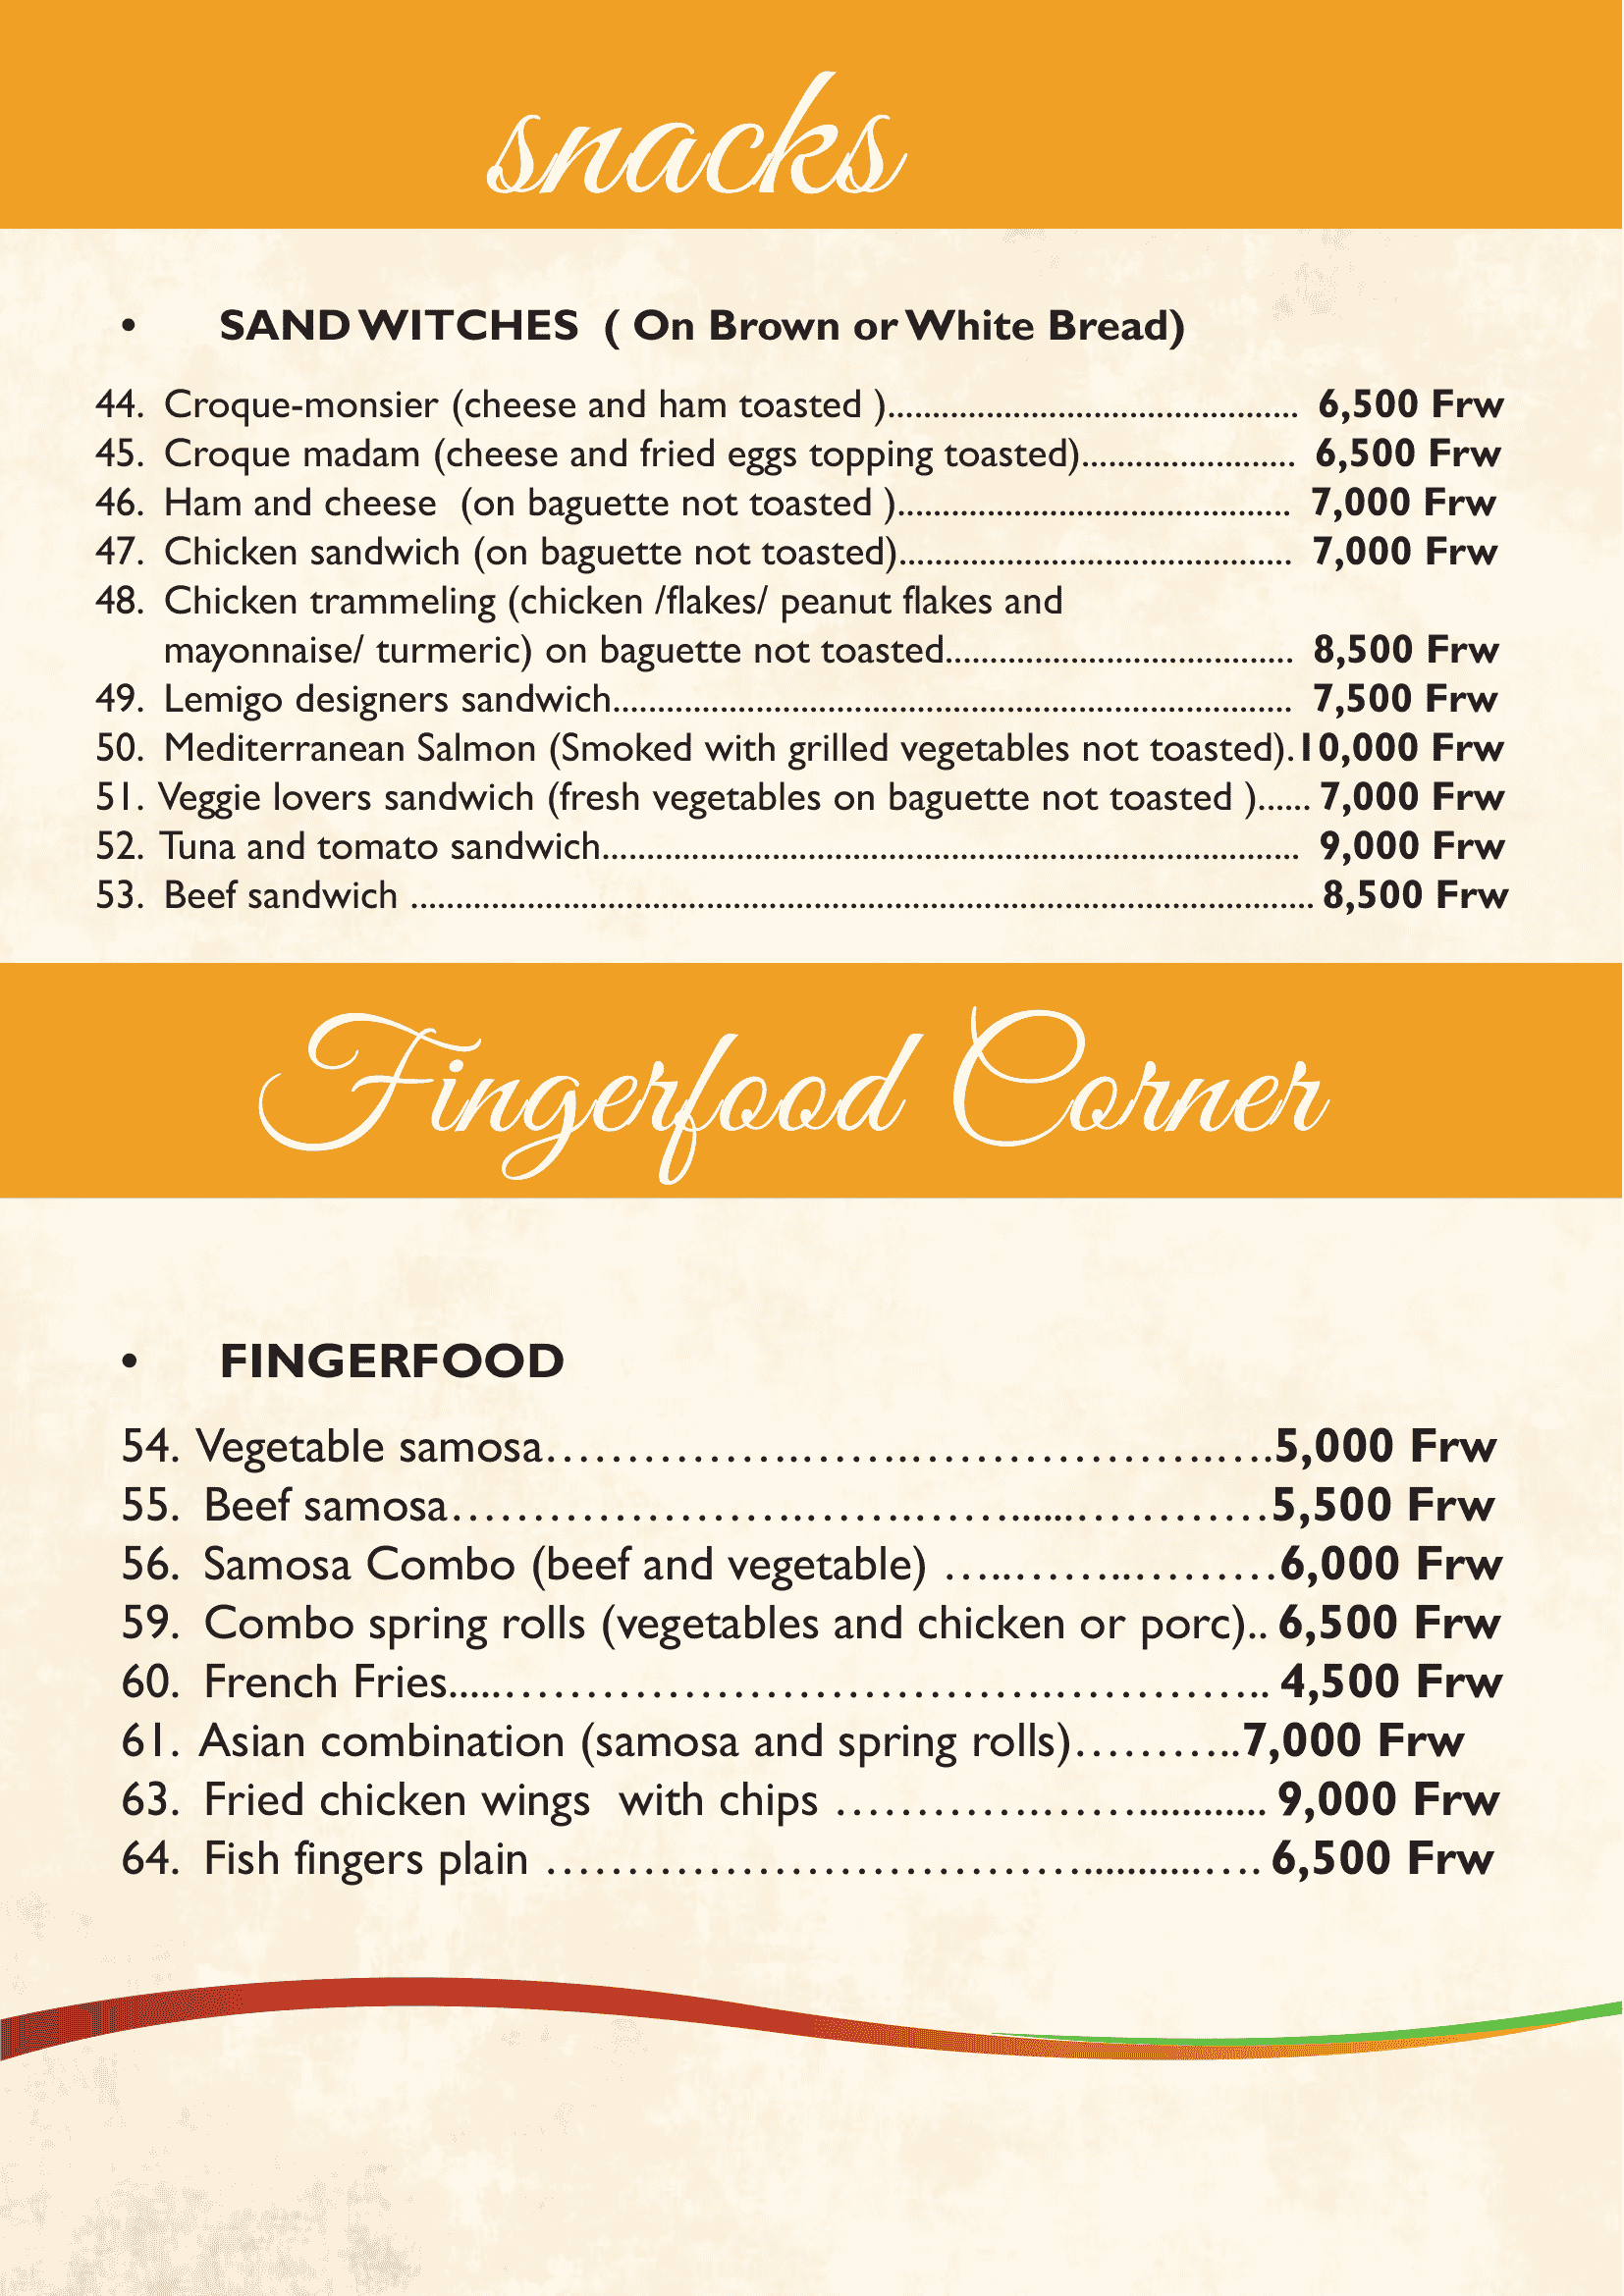 snacks
• SANDWITCHES ( On Brown or White Bread)
44. Croque-monsier (cheese and ham toasted ).............................................. 6,500 Frw
45. Croque madam (cheese and fried eggs topping toasted)........................ 6,500 Frw
46. Ham and cheese (on baguette not toasted )............................................ 7,000 Frw
47. Chicken sandwich (on baguette not toasted)............................................ 7,000 Frw
48. Chicken trammeling (chicken /flakes/ peanut flakes and
mayonnaise/ turmeric) on baguette not toasted....................................... 8,500 Frw
49. Lemigo designers sandwich............................................................................ 7,500 Frw
50. Mediterranean Salmon (Smoked with grilled vegetables not toasted).10,000 Frw
51. Veggie lovers sandwich (fresh vegetables on baguette not toasted )...... 7,000 Frw
52. Tuna and tomato sandwich.............................................................................. 9,000 Frw
53. Beef sandwich ..................................................................................................... 8,500 Frw
Fingerfood Corner
• FINGERFOOD
54. Vegetable samosa……………………………………………….5,000 Frw
55. Beef samosa………………………………………………………5,500 Frw
56. Samosa Combo (beef and vegetable) …………………….6,000 Frw
59. Combo spring rolls (vegetables and chicken or porc).. 6,500 Frw
60. French Fries.....……………………………………………….. 4,500 Frw
61. Asian combination (samosa and spring rolls)………...7,000 Frw
63. Fried chicken wings with chips …………………............ 9,000 Frw
64. Fish fingers plain ……………………………...........…. 6,500 Frw